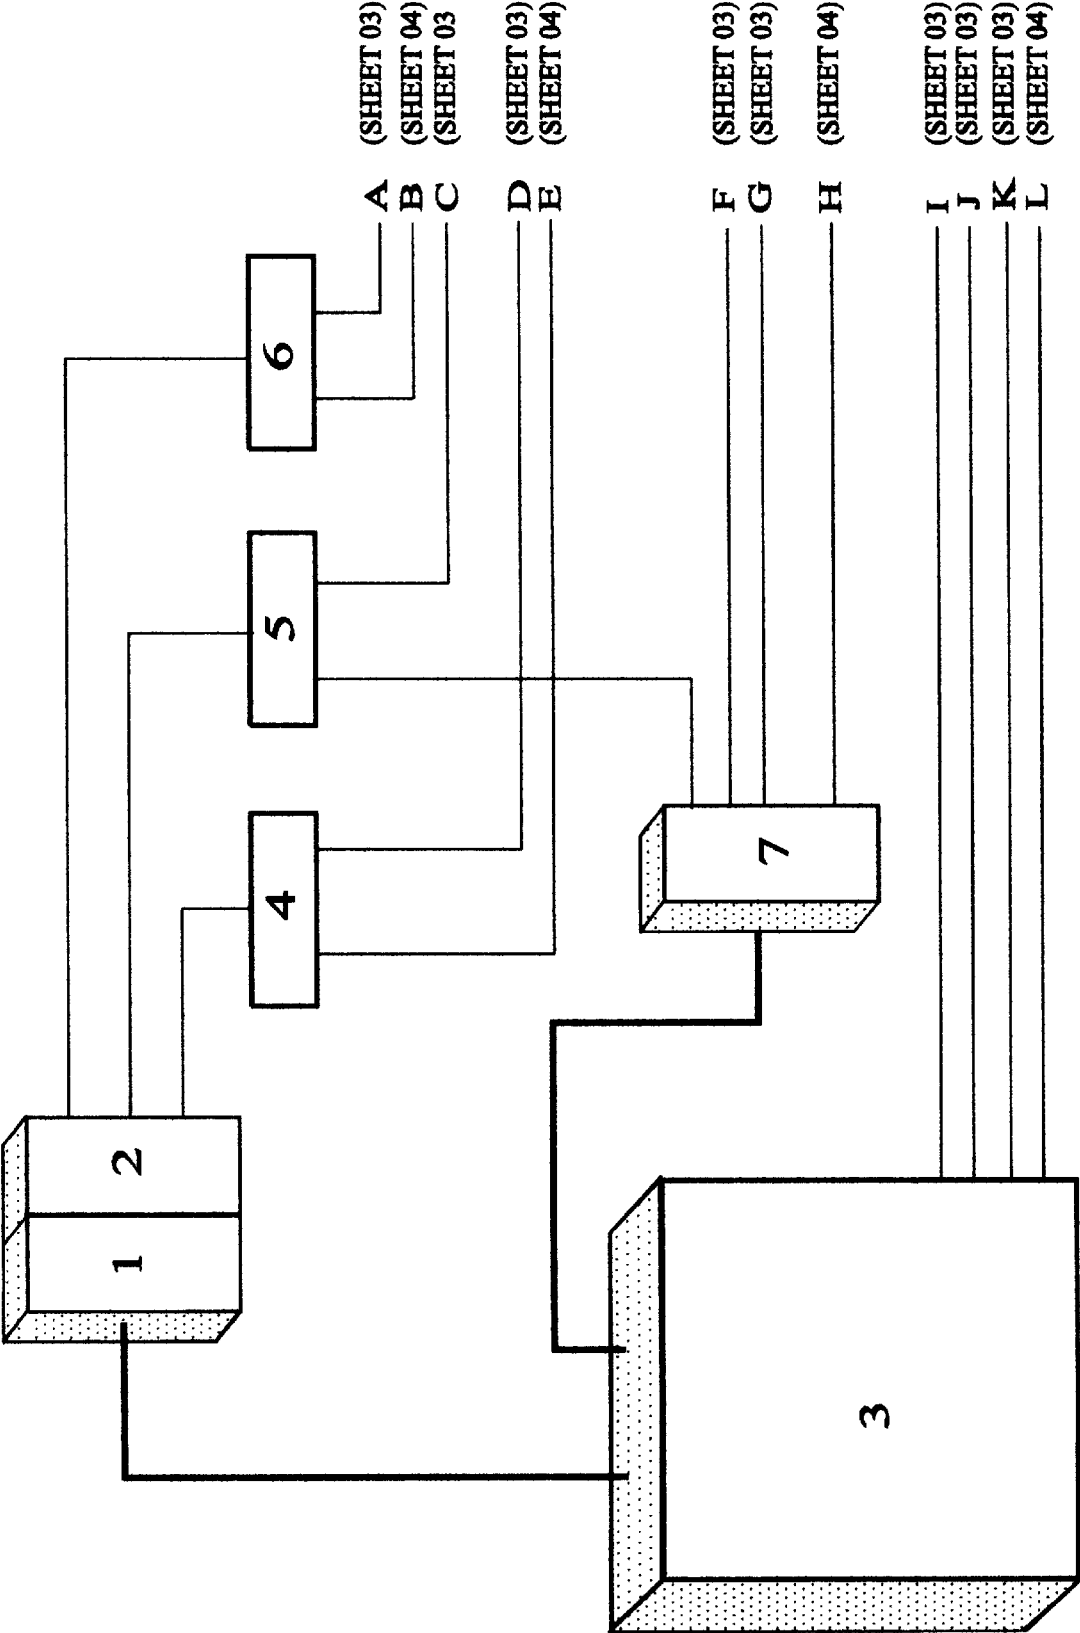 A (SHEET 03)
B (SHEET 04)
C (SHEET 03
D (SHEET 03)
E (SHEET 04)
F (SHEET 03)
G (SHEET 03)
H (SHEET 04)
I (SHEET 03)
J (SHEET 03)
K (SHEET 03)
L (SHEET 04)
6
5
4
7
2
1
3